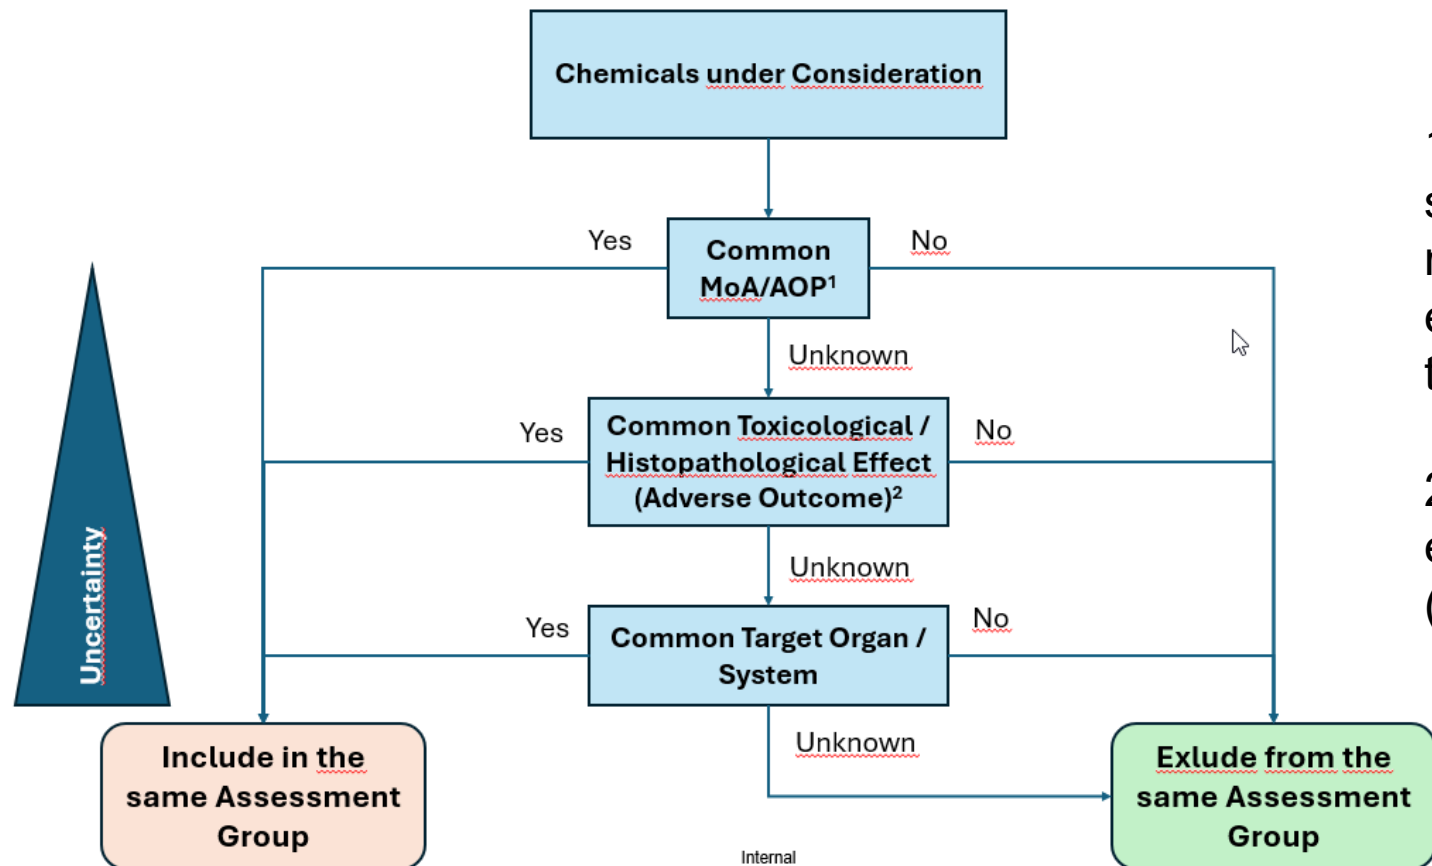 Chemicals under Consideration
Yes
Common
MoA/AOP¹
No
Unknown
Yes
Common Toxicological /
Histopathological Effect
(Adverse Outcome)²
No
Unknown
Yes
Common Target Organ /
System
No
Unknown
Uncertainty
Include in the
same Assessment
Group
Exlude from the
same Assessment
Group
Internal